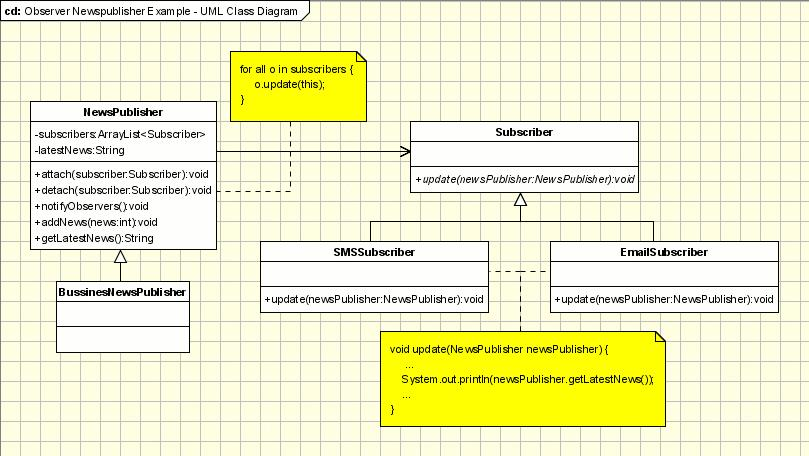 cd: Observer Newspublisher Example - UML Class Diagram
for all o in subscribers {
o.update(this);
}
NewsPublisher
-subscribers:ArrayList<Subscriber>
-latestNews:String
+attach(subscriber:Subscriber):void
+detach(subscriber:Subscriber):void
+notifyObservers():void
+addNews(news:int):void
+getLatestNews():String
BussinesNewsPublisher
Subscriber
+update(newsPublisher:NewsPublisher):void
SMSSubscriber
+update(newsPublisher:NewsPublisher):void
EmailSubscriber
+update(newsPublisher:NewsPublisher):void
void update(NewsPublisher newsPublisher) {
...
System.out.println(newsPublisher.getLatestNews());
...
}